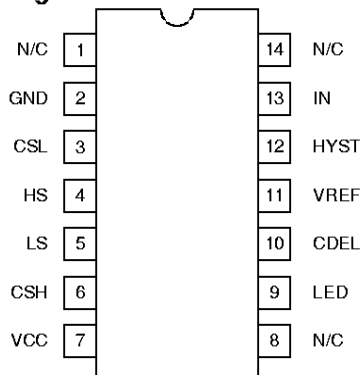 N/C 1 14 N/C
GND 2 13 IN
CSL 3 12 HYST
HS 4 11 VREF
LS 5 10 CDEL
CSH 6 9 LED
VCC 7 8 N/C